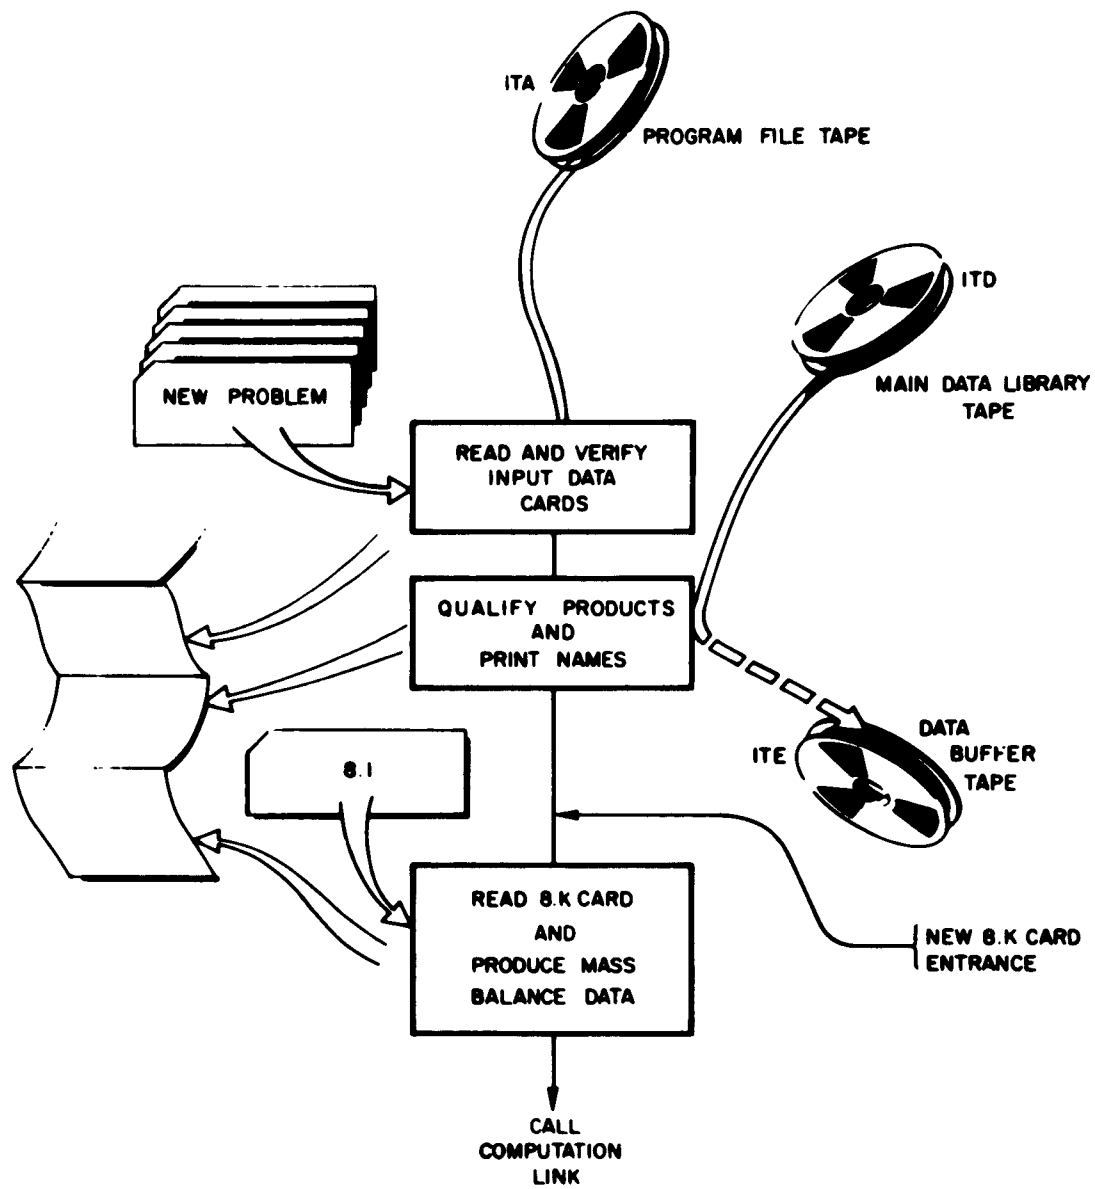 ITA
PROGRAM FILE TAPE
ITD
MAIN DATA LIBRARY
TAPE
NEW PROBLEM
READ AND VERIFY
INPUT DATA
CARDS
QUALIFY PRODUCTS
AND
PRINT NAMES
ITE
DATA
BUFFER
TAPE
8.1
READ 8.K CARD
AND
PRODUCE MASS
BALANCE DATA
NEW 8.K CARD
ENTRANCE
CALL
COMPUTATION
LINK